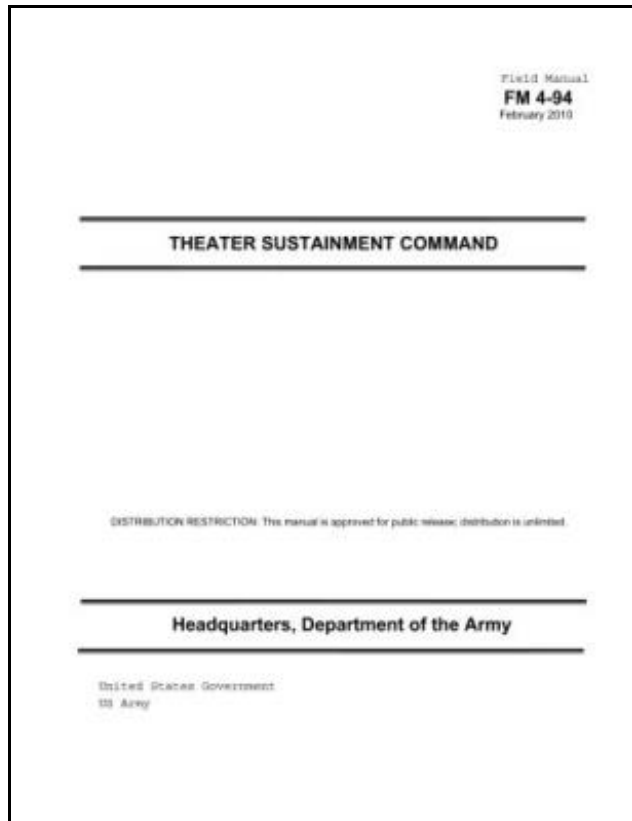 Field Manual
FM 4-94
February 2010
THEATER SUSTAINMENT COMMAND
DISTRIBUTION RESTRICTION: This manual is approved for public release; distribution is unlimited.
Headquarters, Department of the Army
United States Government
US Army